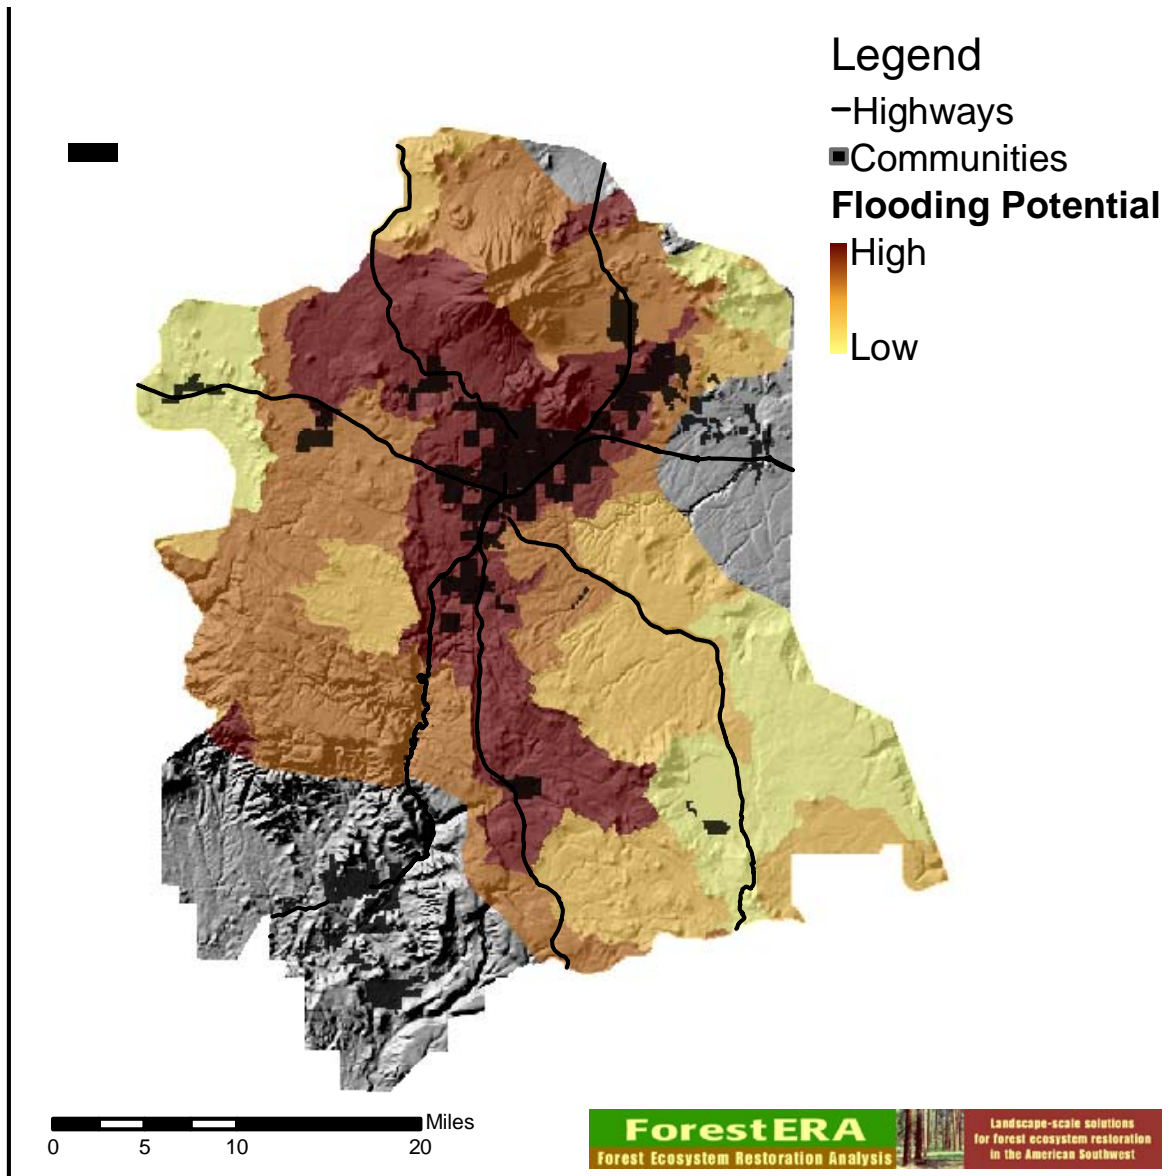 Legend
Highways
Communities
Flooding Potential
High
Low
Miles
0 5 10 20
ForestERA
Forest Ecosystem Restoration Analysis
Landscape-scale solutions
for forest ecosystem restoration
in the American Southwest